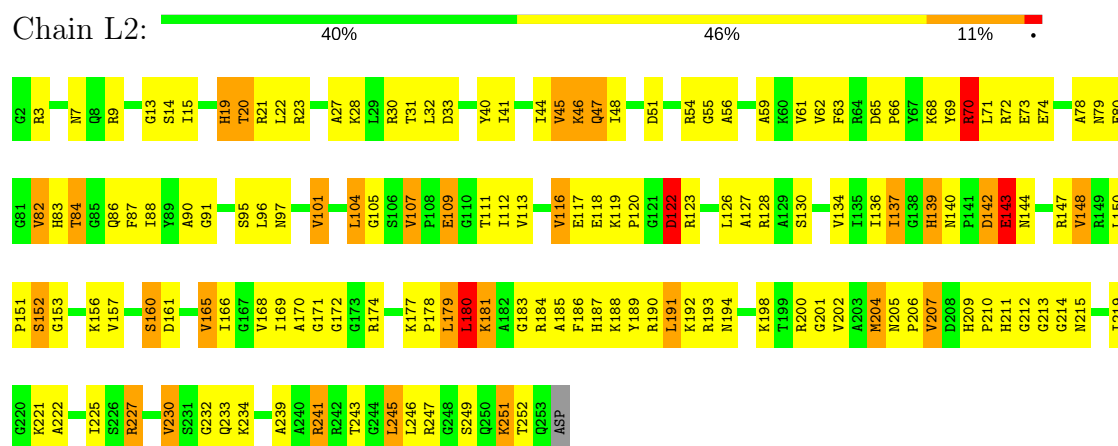 Chain L2:
40% 46% 11% •
G2 R3 N7 Q8 R9 G13 S14 I15 H19 T20 R21 L22 R23 A27 K28 L29 R30 T31 L32 D33 Y40 I41 I44 V45 K46 Q47 I48 D51 R54 G55 A56 A59 K60 V61 V62 F63 R64 D65 P66 Y67 K68 Y69 R70 L71 R72 E73 E74 A78 N79 E80
G81 V82 H83 T84 G85 Q86 F87 I88 Y89 A90 G91 S95 L96 N97 V101 L104 G105 S106 V107 P108 E109 G110 T111 I112 V113 V116 E117 E118 K119 P120 G121 D122 R123 L126 A127 R128 A129 S130 V134 I135 I136 I137 G138 H139 N140 P141 D142 E143 N144 R147 V148 R149
P151 S152 G153 K156 V157 S160 D161 V165 I166 G167 V168 I169 A170 G171 G172 G173 R174 K177 P178 L179 L180 K181 A182 G183 R184 A185 F186 H187 K188 Y189 R190 L191 K192 R193 N194 K198 T199 R200 G201 V202 A203 M204 N205 P206 V207 D208 H209 P210 H211 G212 G213 G214 N215
G220 K221 A222 I225 S226 R227 V230 S231 G232 Q233 K234 A239 A240 R241 R242 T243 G244 L245 L246 R247 G248 S249 Q250 K251 T252 Q253 ASP